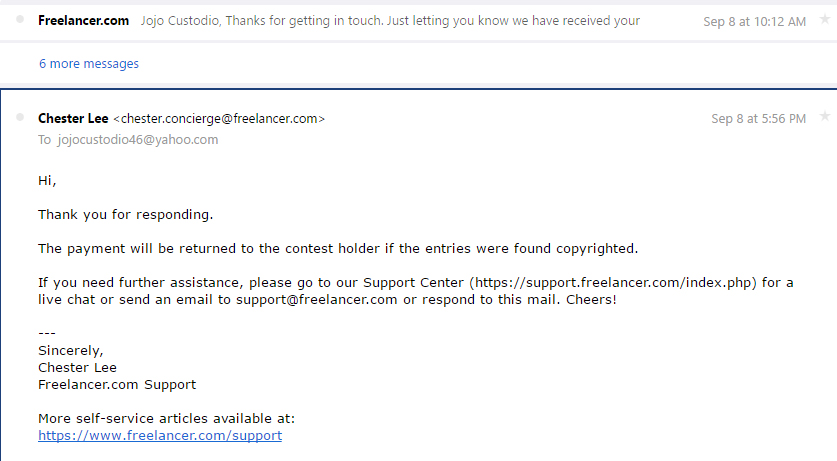 Freelancer.com Jojo Custodio, Thanks for getting in touch. Just letting you know we have received your Sep 8 at 10:12 AM
6 more messages
Chester Lee <chester.concierge@freelancer.com> Sep 8 at 5:56 PM
To jojocustodio46@yahoo.com
Hi,
Thank you for responding.
The payment will be returned to the contest holder if the entries were found copyrighted.
If you need further assistance, please go to our Support Center (https://support.freelancer.com/index.php) for a
live chat or send an email to support@freelancer.com or respond to this mail. Cheers!
---
Sincerely,
Chester Lee
Freelancer.com Support
More self-service articles available at:
https://www.freelancer.com/support